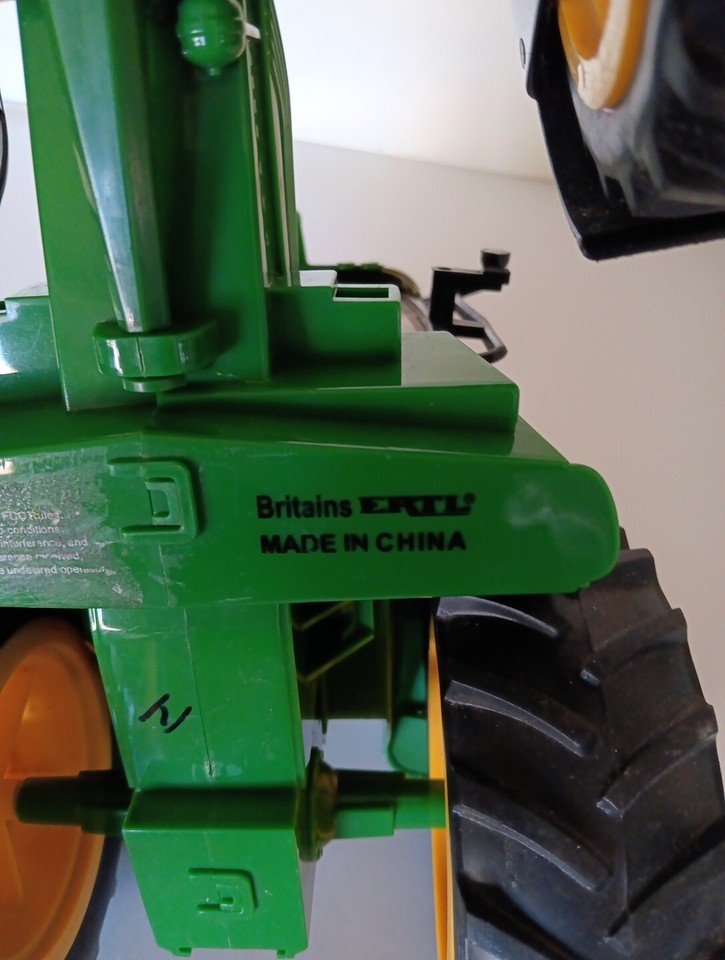 Britains ERTL®
MADE IN CHINA
FCC Rules.
conditions.
interference, and
received,
undesired